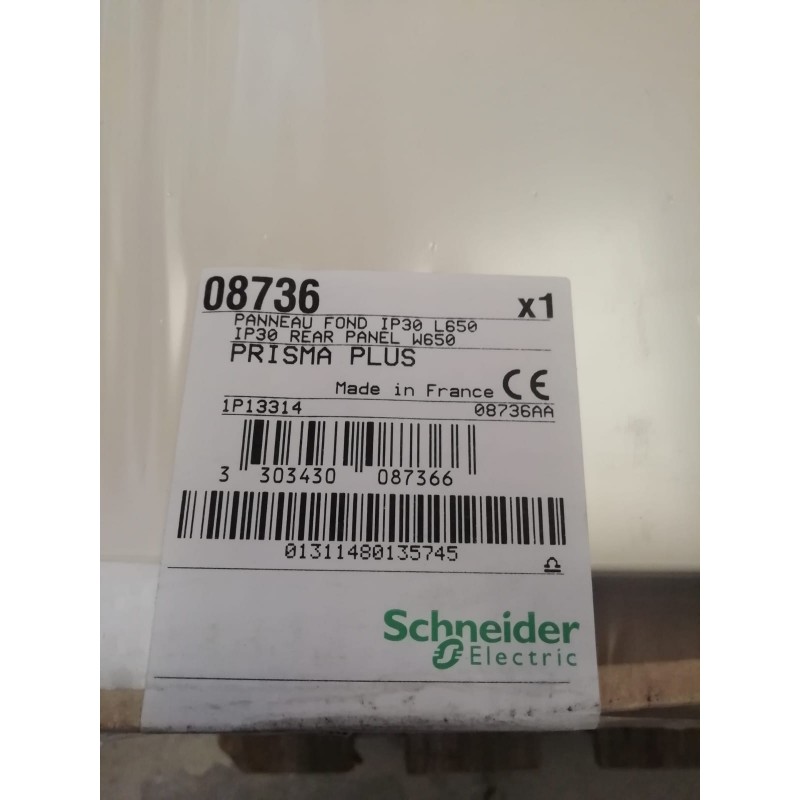 08736 x1
PANNEAU FOND IP30 L650
IP30 REAR PANEL W650
PRISMA PLUS
Made in France CE
1P13314 08736AA
3 303430 087366
01311480135745
Schneider
Electric